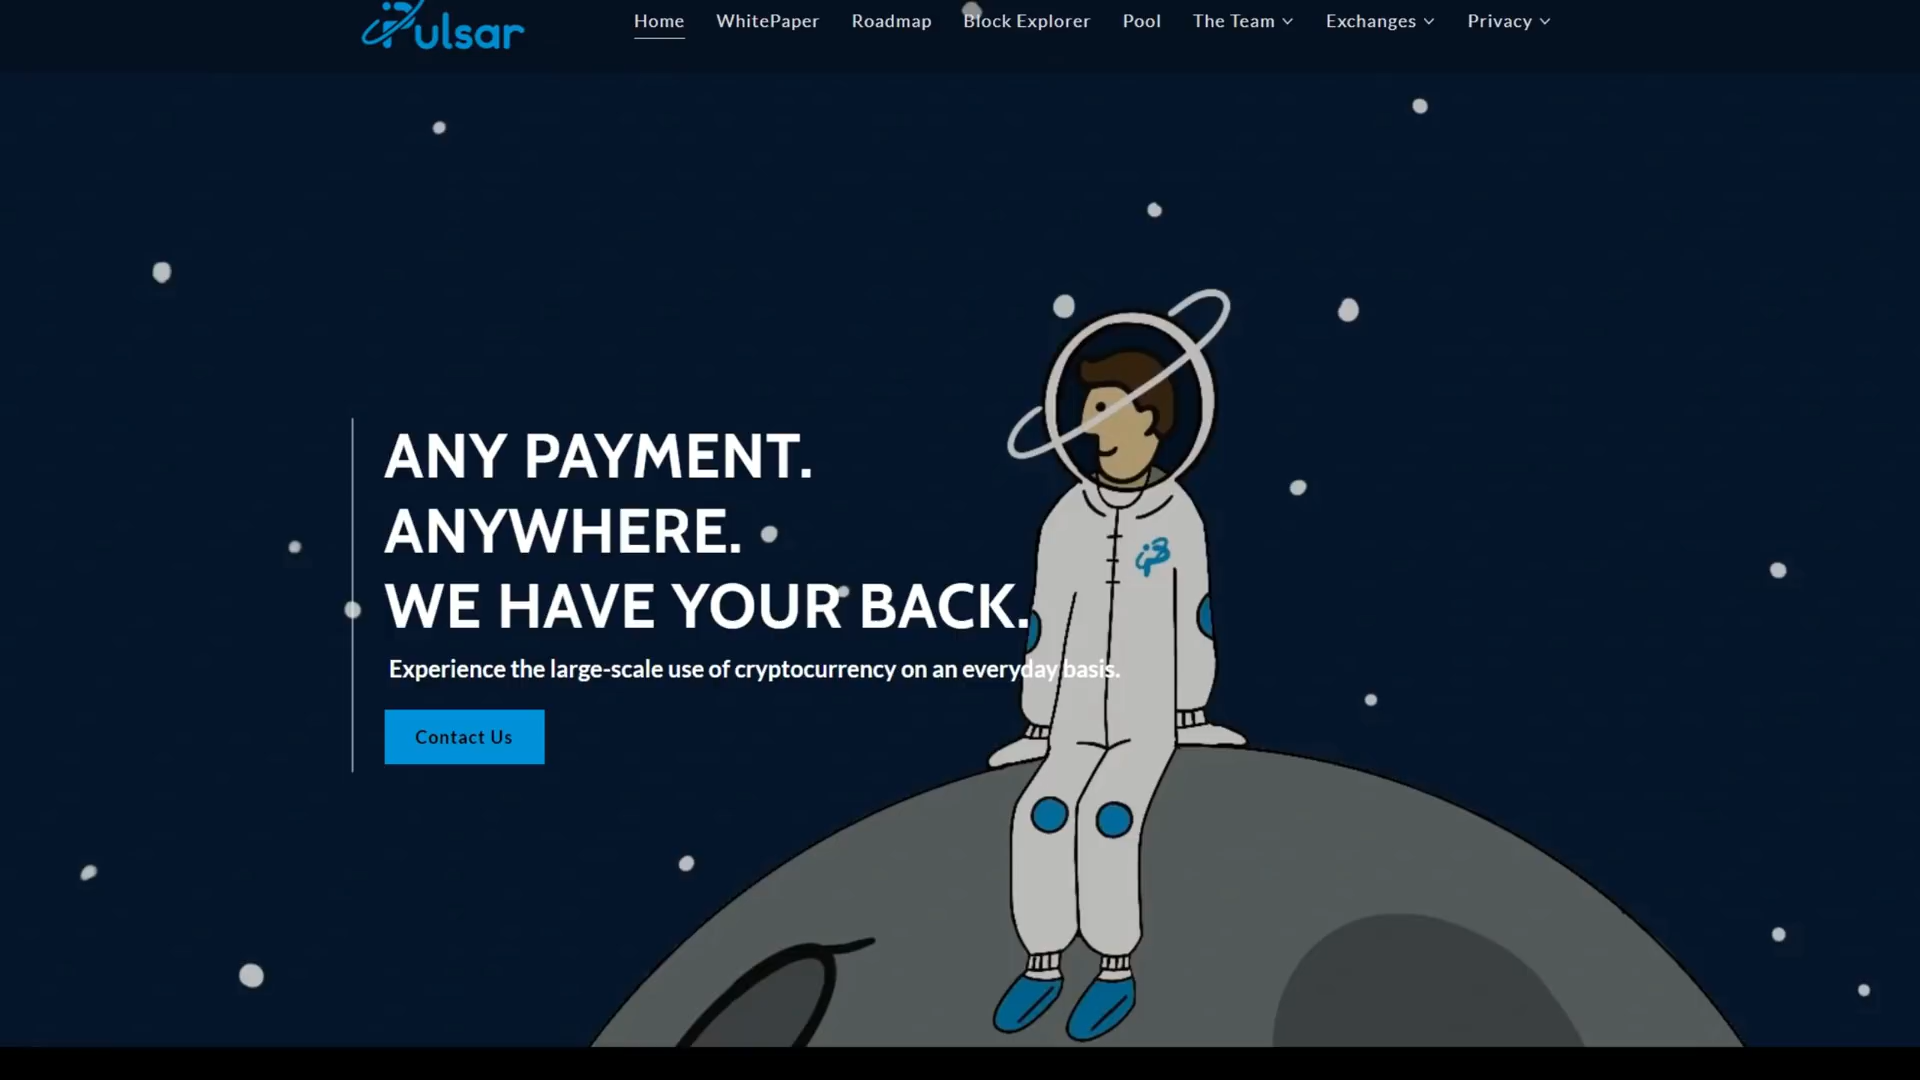 Pulsar
Home WhitePaper Roadmap Block Explorer Pool The Team Exchanges Privacy
ANY PAYMENT.
ANYWHERE.
WE HAVE YOUR BACK.
Experience the large-scale use of cryptocurrency on an everyday basis.
Contact Us